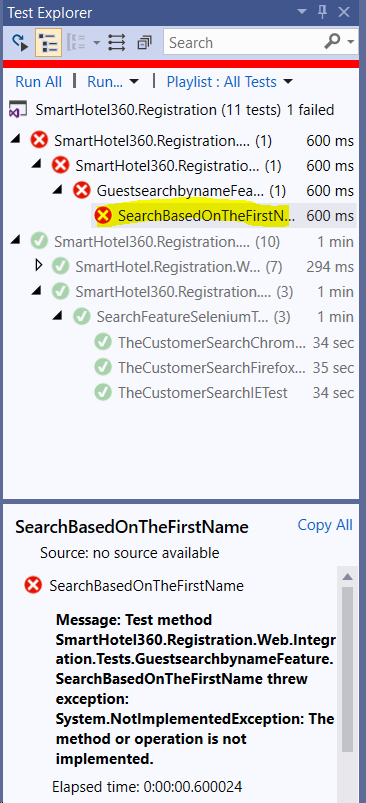 Test Explorer
Search
Run All | Run... | Playlist : All Tests
SmartHotel360.Registration (11 tests) 1 failed
SmartHotel360.Registration.... (1) 600 ms
SmartHotel360.Registratio... (1) 600 ms
GuestsearchbynameFea... (1) 600 ms
SearchBasedOnTheFirstN... 600 ms
SmartHotel360.Registration.... (10) 1 min
SmartHotel.Registration.W... (7) 294 ms
SmartHotel360.Registration.... (3) 1 min
SearchFeatureSeleniumT... (3) 1 min
TheCustomerSearchChrom... 34 sec
TheCustomerSearchFirefox... 35 sec
TheCustomerSearchIETest 34 sec
SearchBasedOnTheFirstName Copy All
Source: no source available
SearchBasedOnTheFirstName
Message: Test method
SmartHotel360.Registration.Web.Integr
ation.Tests.GuestsearchbynameFeature.
SearchBasedOnTheFirstName threw
exception:
System.NotImplementedException: The
method or operation is not
implemented.
Elapsed time: 0:00:00.600024